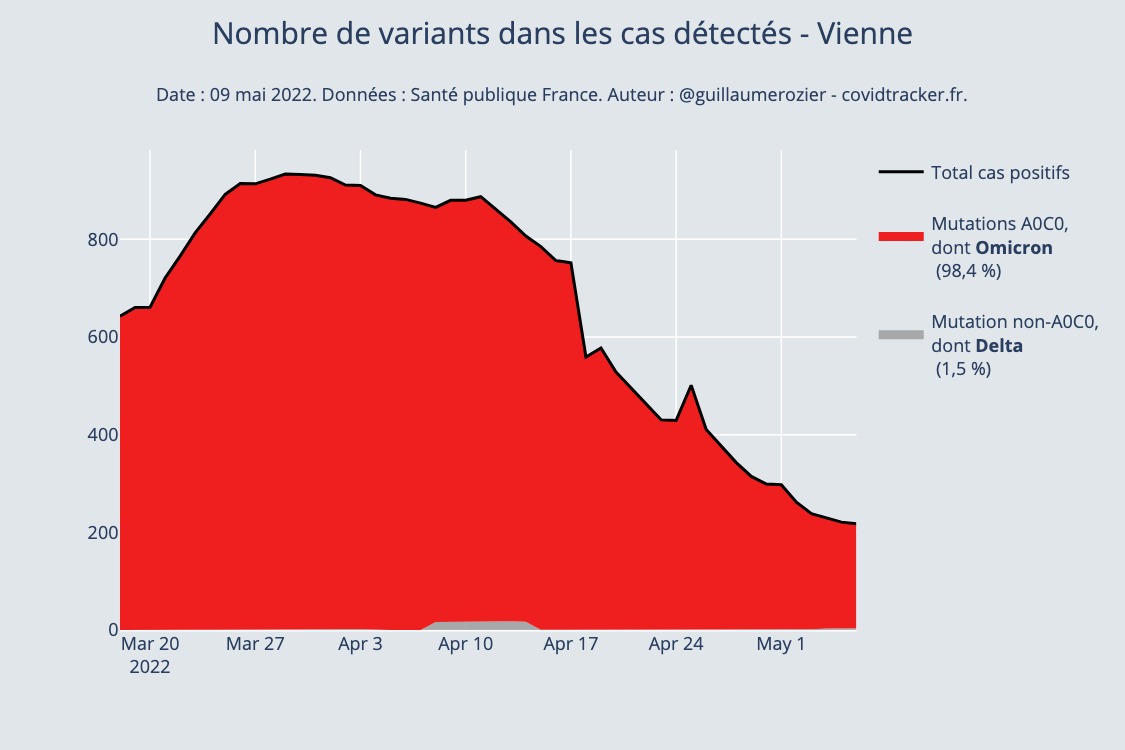 Nombre de variants dans les cas détectés - Vienne
Date : 09 mai 2022. Données : Santé publique France. Auteur : @guillaumerozier - covidtracker.fr.
Total cas positifs
Mutations A0C0,
dont Omicron
(98,4 %)
Mutation non-A0C0,
dont Delta
(1,5 %)
800
600
400
200
0
Mar 20
2022
Mar 27
Apr 3
Apr 10
Apr 17
Apr 24
May 1